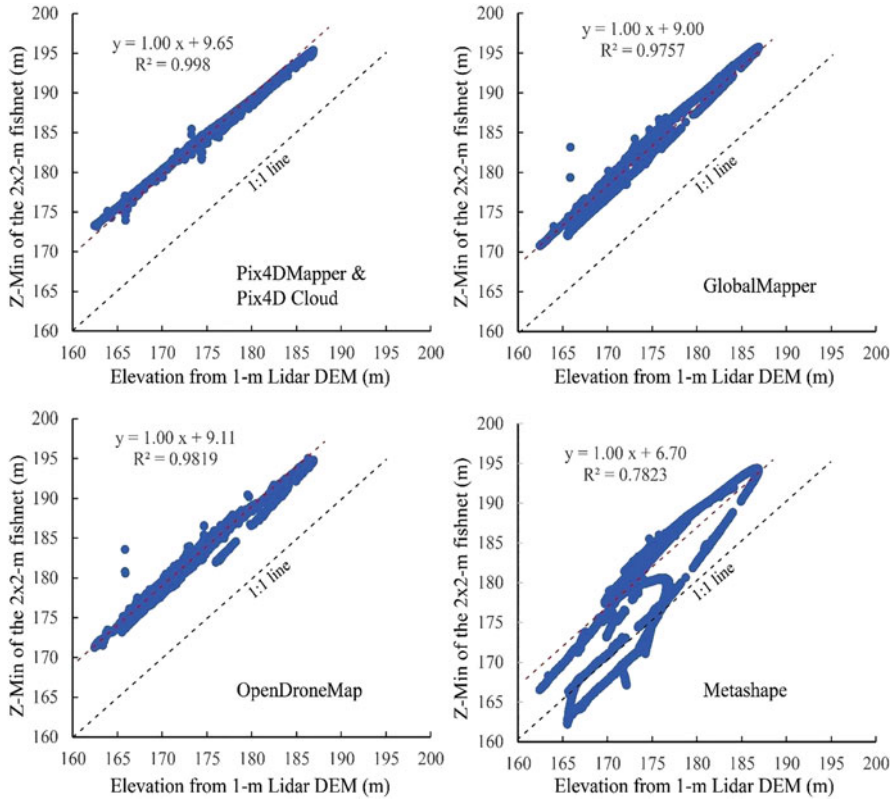 Z-Min of the 2x2-m fishnet (m)
200
195
190
185
180
175
170
165
160
y = 1.00 x + 9.65
R² = 0.998
1:1 line
Pix4DMapper &
Pix4D Cloud
160 165 170 175 180 185 190 195 200
Elevation from 1-m Lidar DEM (m)
Z-Min of the 2x2-m fishnet (m)
200
195
190
185
180
175
170
165
160
y = 1.00 x + 9.00
R² = 0.9757
1:1 line
GlobalMapper
160 165 170 175 180 185 190 195 200
Elevation from 1-m Lidar DEM (m)
Z-Min of the 2x2-m fishnet (m)
200
195
190
185
180
175
170
165
160
y = 1.00 x + 9.11
R² = 0.9819
1:1 line
OpenDroneMap
160 165 170 175 180 185 190 195 200
Elevation from 1-m Lidar DEM (m)
Z-Min of the 2x2-m fishnet (m)
200
195
190
185
180
175
170
165
160
y = 1.00 x + 6.70
R² = 0.7823
1:1 line
Metashape
160 165 170 175 180 185 190 195 200
Elevation from 1-m Lidar DEM (m)